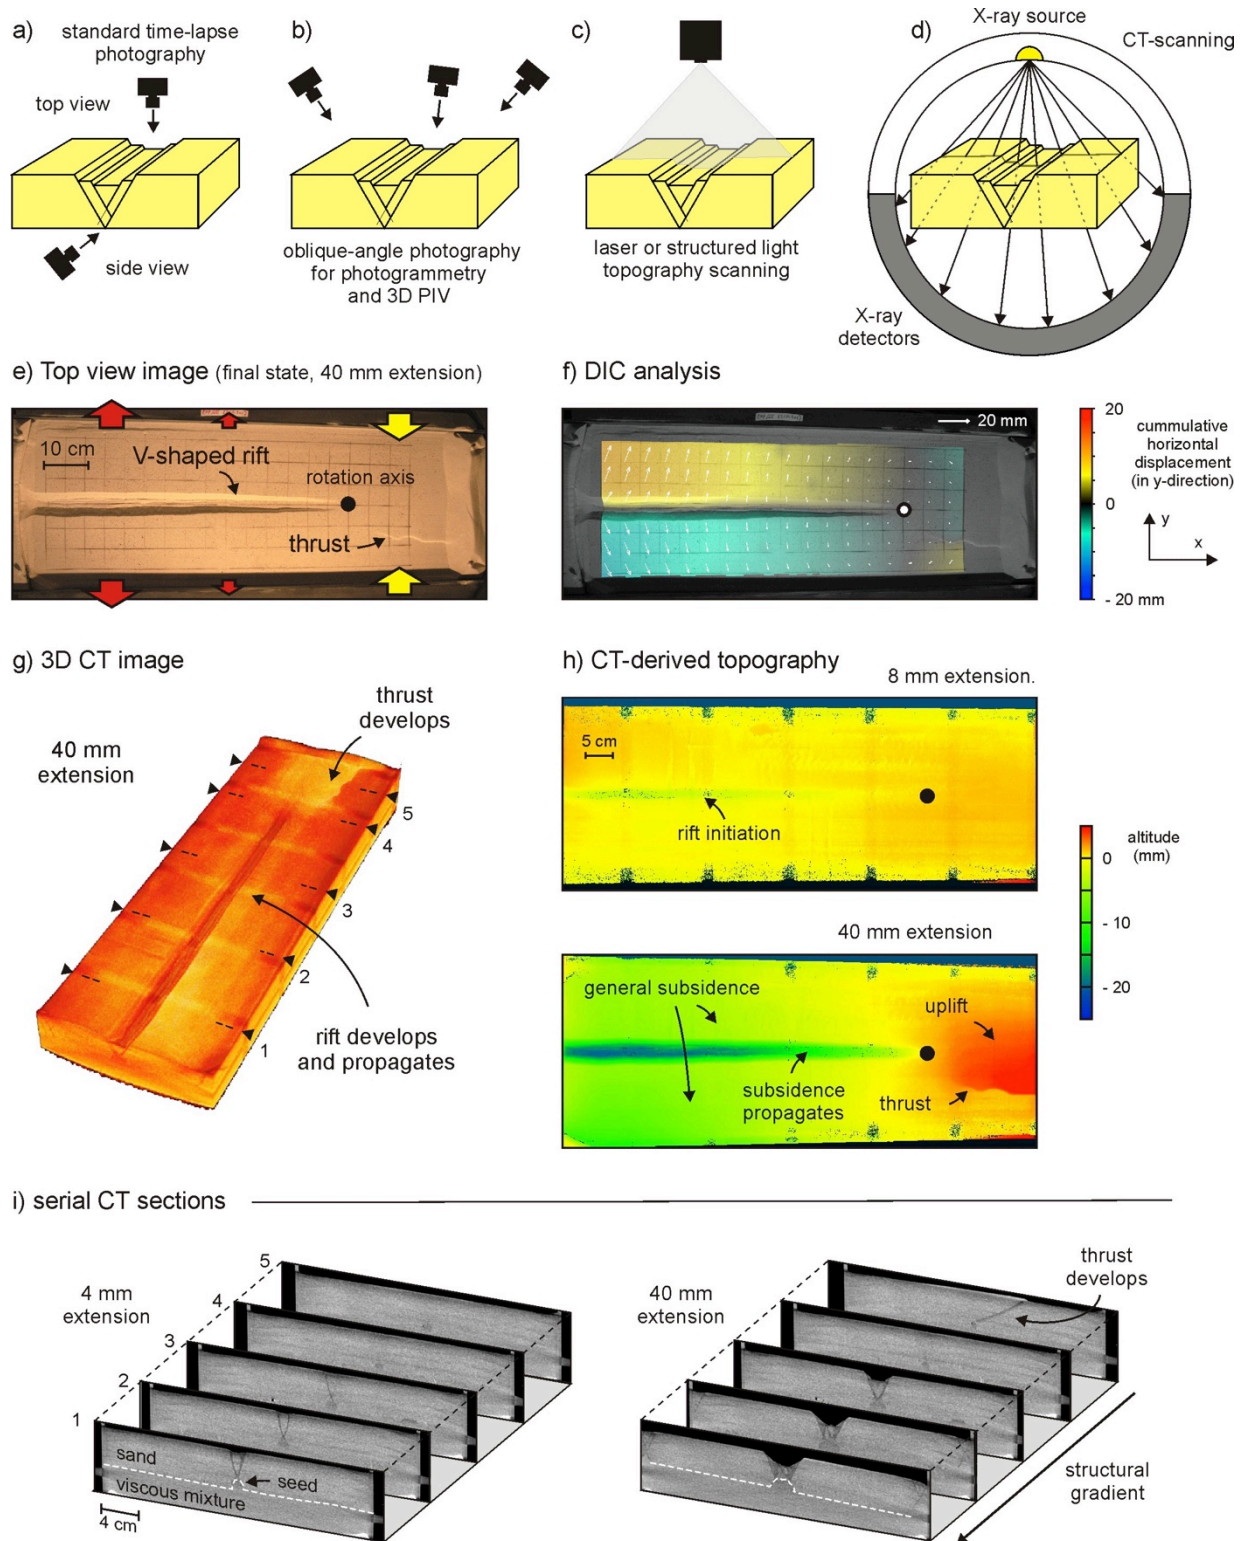 a)
standard time-lapse
photography
top view
side view
b)
oblique-angle photography
for photogrammetry
and 3D PIV
c)
laser or structured light
topography scanning
d)
X-ray source
CT-scanning
X-ray
detectors
e) Top view image (final state, 40 mm extension)
10 cm
V-shaped rift
rotation axis
thrust
f) DIC analysis
20 mm
20
cummulative
horizontal
displacement
(in y-direction)
0
- 20 mm
y
x
g) 3D CT image
thrust
develops
40 mm
extension
5
4
3
2
1
rift develops
and propagates
h) CT-derived topography
8 mm extension.
5 cm
rift initiation
altitude
(mm)
0
- 10
- 20
40 mm extension
general subsidence
uplift
subsidence
propagates
thrust
i) serial CT sections
4 mm
extension
5
4
3
2
1
sand
seed
viscous mixture
4 cm
40 mm
extension
thrust
develops
structural
gradient